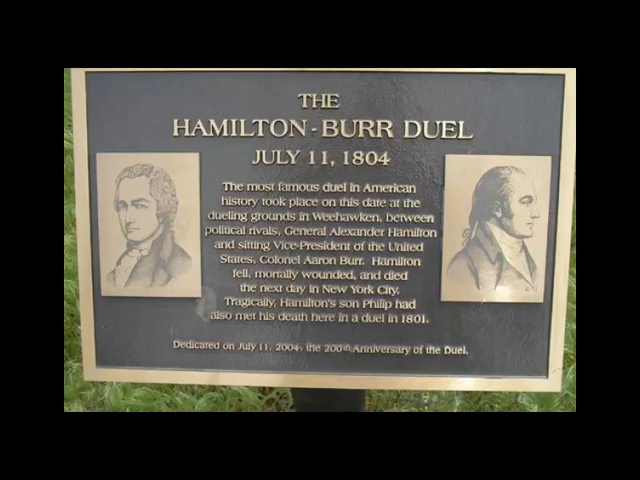 THE
HAMILTON-BURR DUEL
JULY 11, 1804
The most famous duel in American
history took place on this date at the
dueling grounds in Weehawken, between
political rivals, General Alexander Hamilton
and sitting Vice-President of the United
States, Colonel Aaron Burr. Hamilton
fell, mortally wounded, and died
the next day in New York City.
Tragically, Hamilton's son Philip had
also met his death here in a duel in 1801.
Dedicated on July 11, 2004, the 200th Anniversary of the Duel.